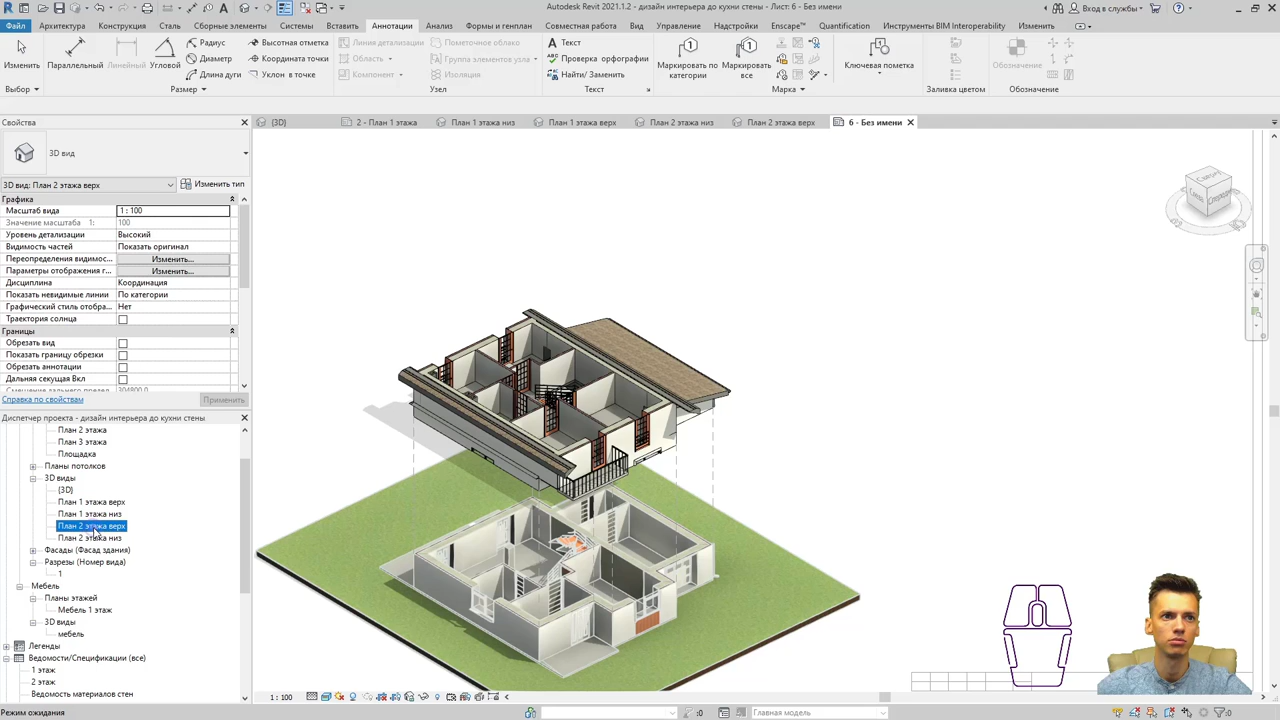 Autodesk Revit 2021.1.2 - дизайн интерьера до кухни стены - Лист: 6 - Без имени
Вход в службы
Файл Архитектура Конструкция Сталь Сборные элементы Системы Вставить Аннотации Анализ Формы и генплан Совместная работа Вид Управление Надстройки Enscape™ Quantification Инструменты BIM Interoperability Изменить
Изменить
Параллельный
Линейный
Угловой
Радиус
Диаметр
Длина дуги
Высотная отметка
Координата точки
Уклон в точке
Линия детализации
Область
Компонент
Пометочное облако
Группа элементов узла
Изоляция
Текст
Проверка орфографии
Найти/ Заменить
Маркировать по категории
Маркировать все
Ключевая пометка
Обозначение
Выбор Размер Узел Текст Марка Заливка цветом Обозначение
Свойства
{3D} 2 - План 1 этажа План 1 этажа низ План 1 этажа верх План 2 этажа низ План 2 этажа верх 6 - Без имени
3D вид
3D вид: План 2 этажа верх Изменить тип
Графика
Масштаб вида 1 : 100
Значение масштаба 1: 100
Уровень детализации Высокий
Видимость частей Показать оригинал
Переопределения видимос... Изменить...
Параметры отображения г... Изменить...
Дисциплина Координация
Показать невидимые линии По категории
Графический стиль отобра... Нет
Траектория солнца
Границы
Обрезать вид
Показать границу обрезки
Обрезать аннотации
Дальняя секущая Вкл
304800.0
Справка по свойствам Применить
Диспетчер проекта - дизайн интерьера до кухни стены
План 2 этажа
План 3 этажа
Площадка
Планы потолков
3D виды
{3D}
План 1 этажа верх
План 1 этажа низ
План 2 этажа верх
План 2 этажа низ
Фасады (Фасад здания)
Разрезы (Номер вида)
1
Мебель
Планы этажей
Мебель 1 этаж
3D виды
мебель
Легенды
Ведомости/Спецификации (все)
1 этаж
2 этаж
Ведомость материалов стен
1 : 100
Режим ожидания
:0
Главная модель
:0